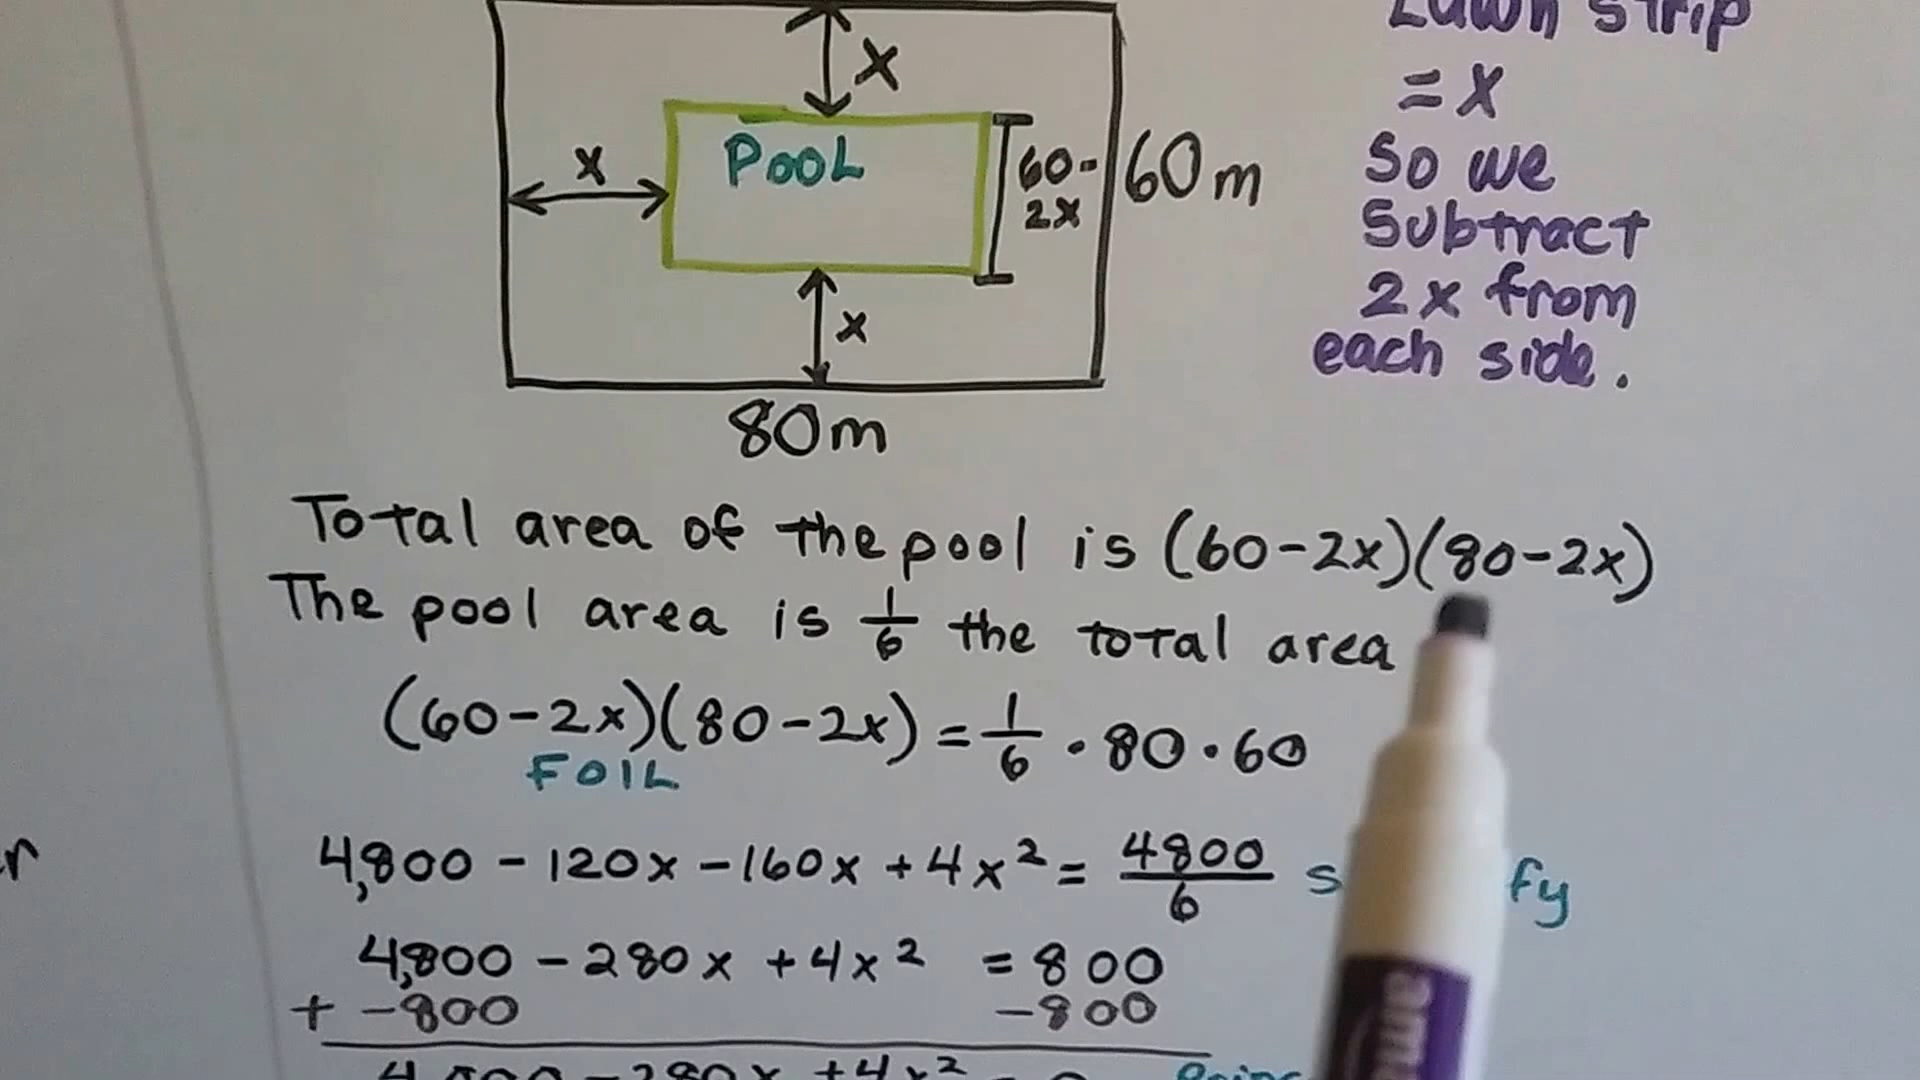 Lawn strip
= X
So we
subtract
2x from
each side.
X
POOL
x
60-
2x
60m
x
80m
Total area of the pool is (60-2x)(80-2x)
The pool area is 1/6 the total area
(60-2x)(80-2x) = 1/6 · 80 · 60
FOIL
4,800 - 120x - 160x + 4x² = 4800/6
4,800 - 280x + 4x² = 800
+ -800 -800